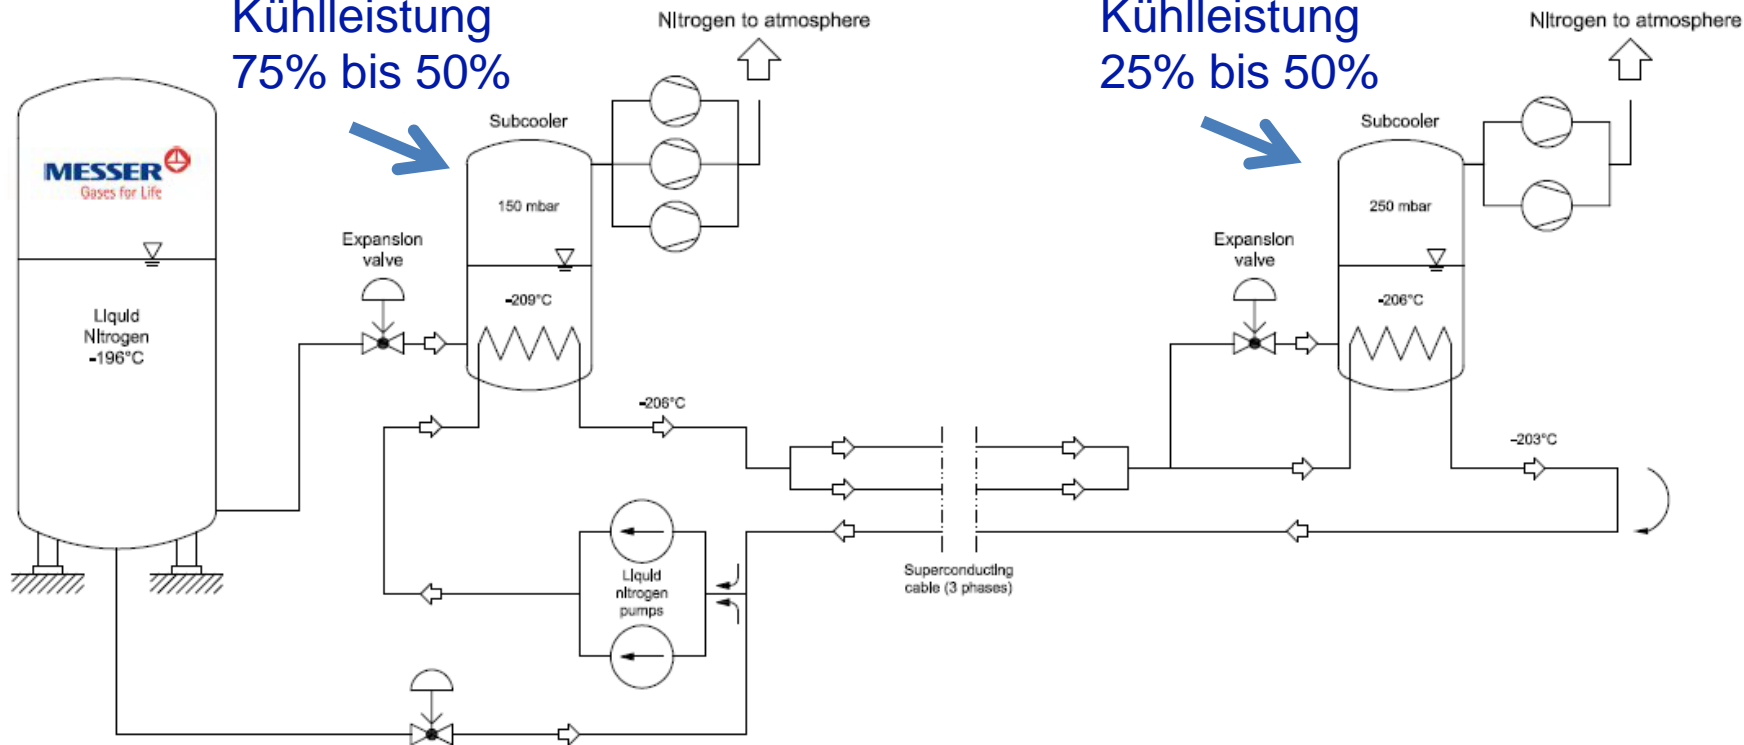 Kühlleistung
75% bis 50%
Nitrogen to atmosphere
Kühlleistung
25% bis 50%
Nitrogen to atmosphere
MESSER
Gases for Life
Subcooler
150 mbar
Expansion
valve
-209°C
Liquid
Nitrogen
-196°C
-206°C
Subcooler
250 mbar
Expansion
valve
-206°C
-203°C
Liquid
nitrogen
pumps
Superconducting
cable (3 phases)